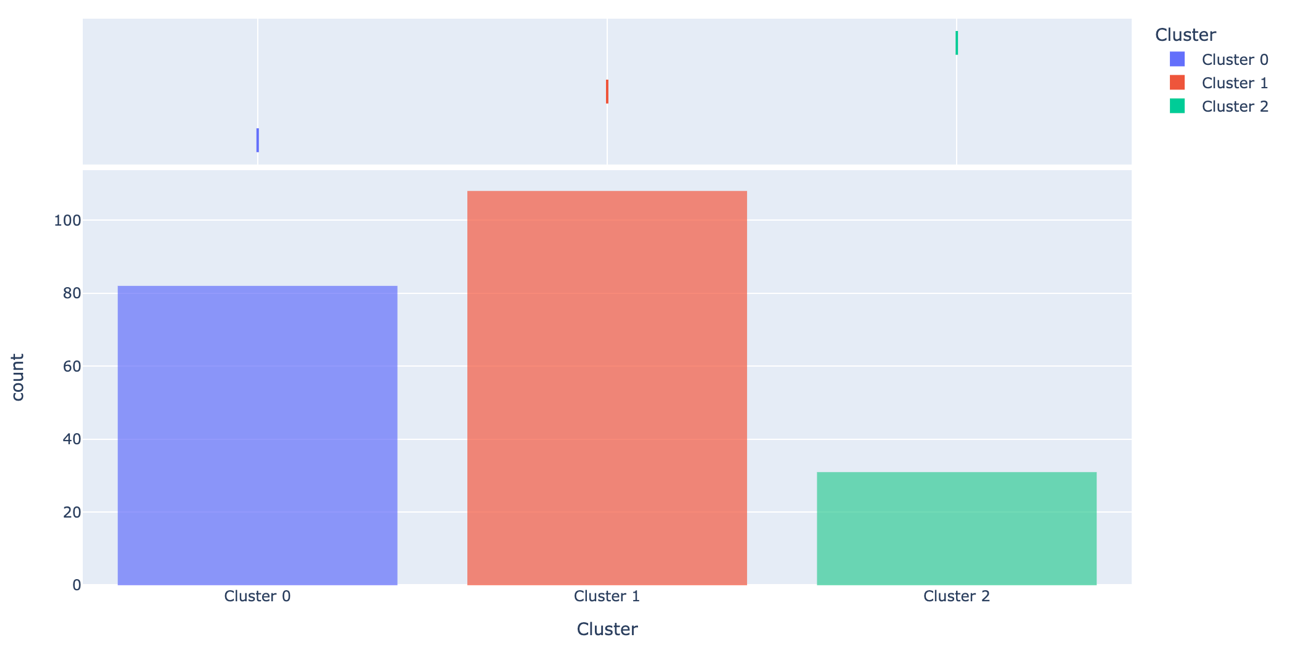 Cluster
Cluster 0
Cluster 1
Cluster 2
100
80
60
40
20
0
count
Cluster 0
Cluster 1
Cluster 2
Cluster